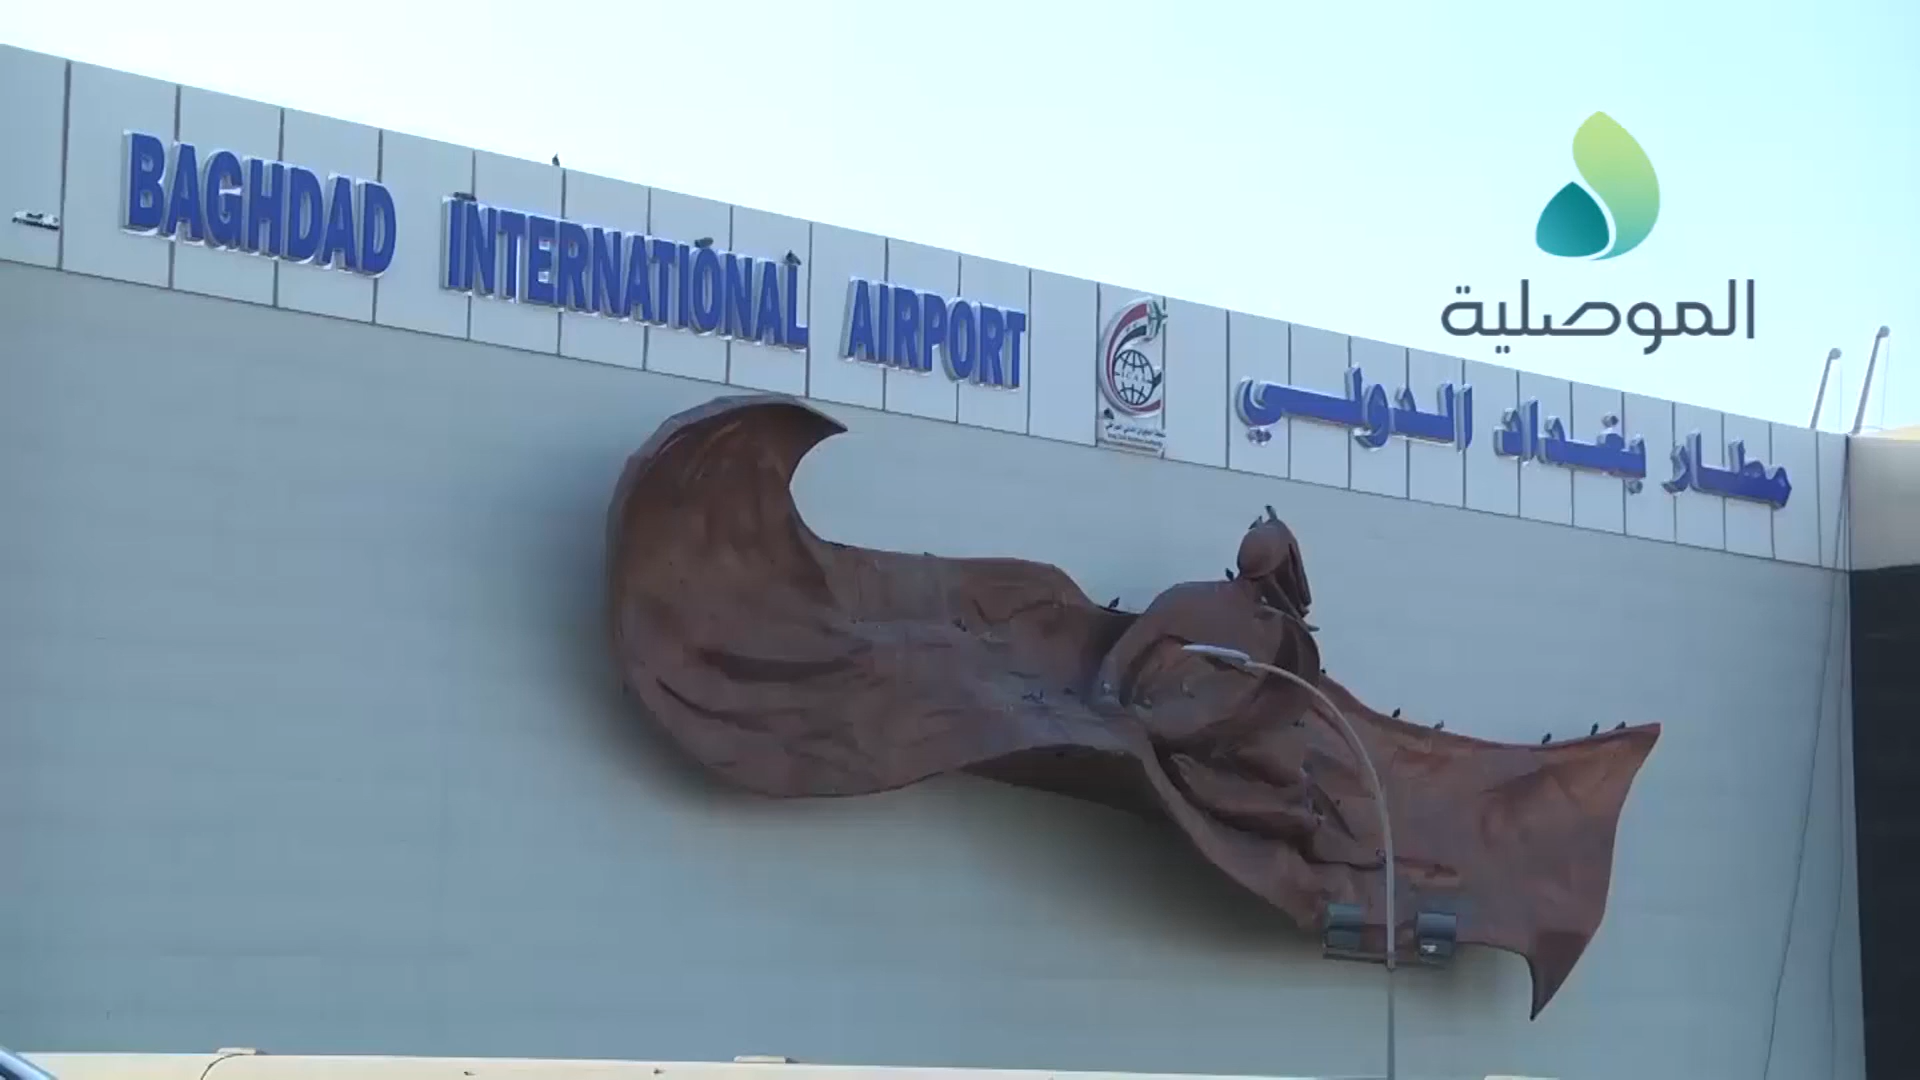 BAGHDAD INTERNATIONAL AIRPORT
مطار بغداد الدولي
الموصلية